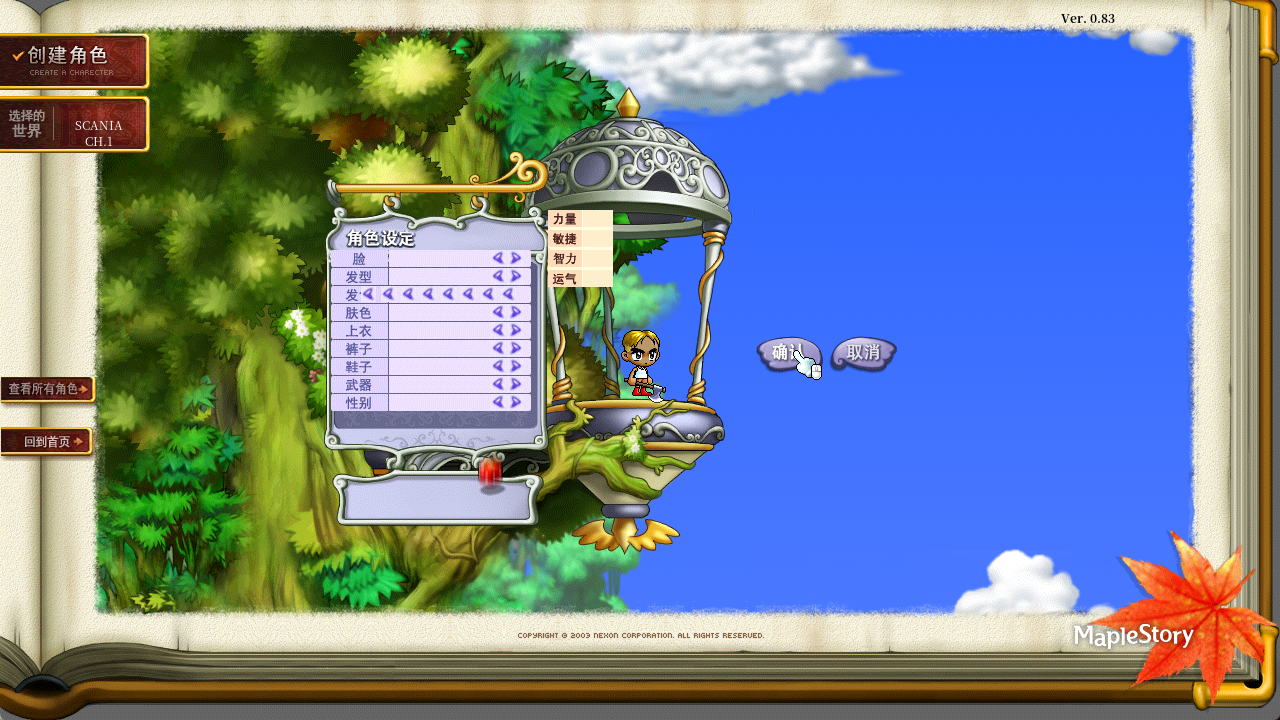 Ver. 0.83
创建角色
CREATE A CHARECTER
选择的
世界
SCANIA
CH.1
角色设定
脸
发型
发
肤色
上衣
裤子
鞋子
武器
性别
力量
敏捷
智力
运气
确认
取消
查看所有角色
回到首页
COPYRIGHT @ 2003 NEXON CORPORATION. ALL RIGHTS RESERVED.
MapleStory